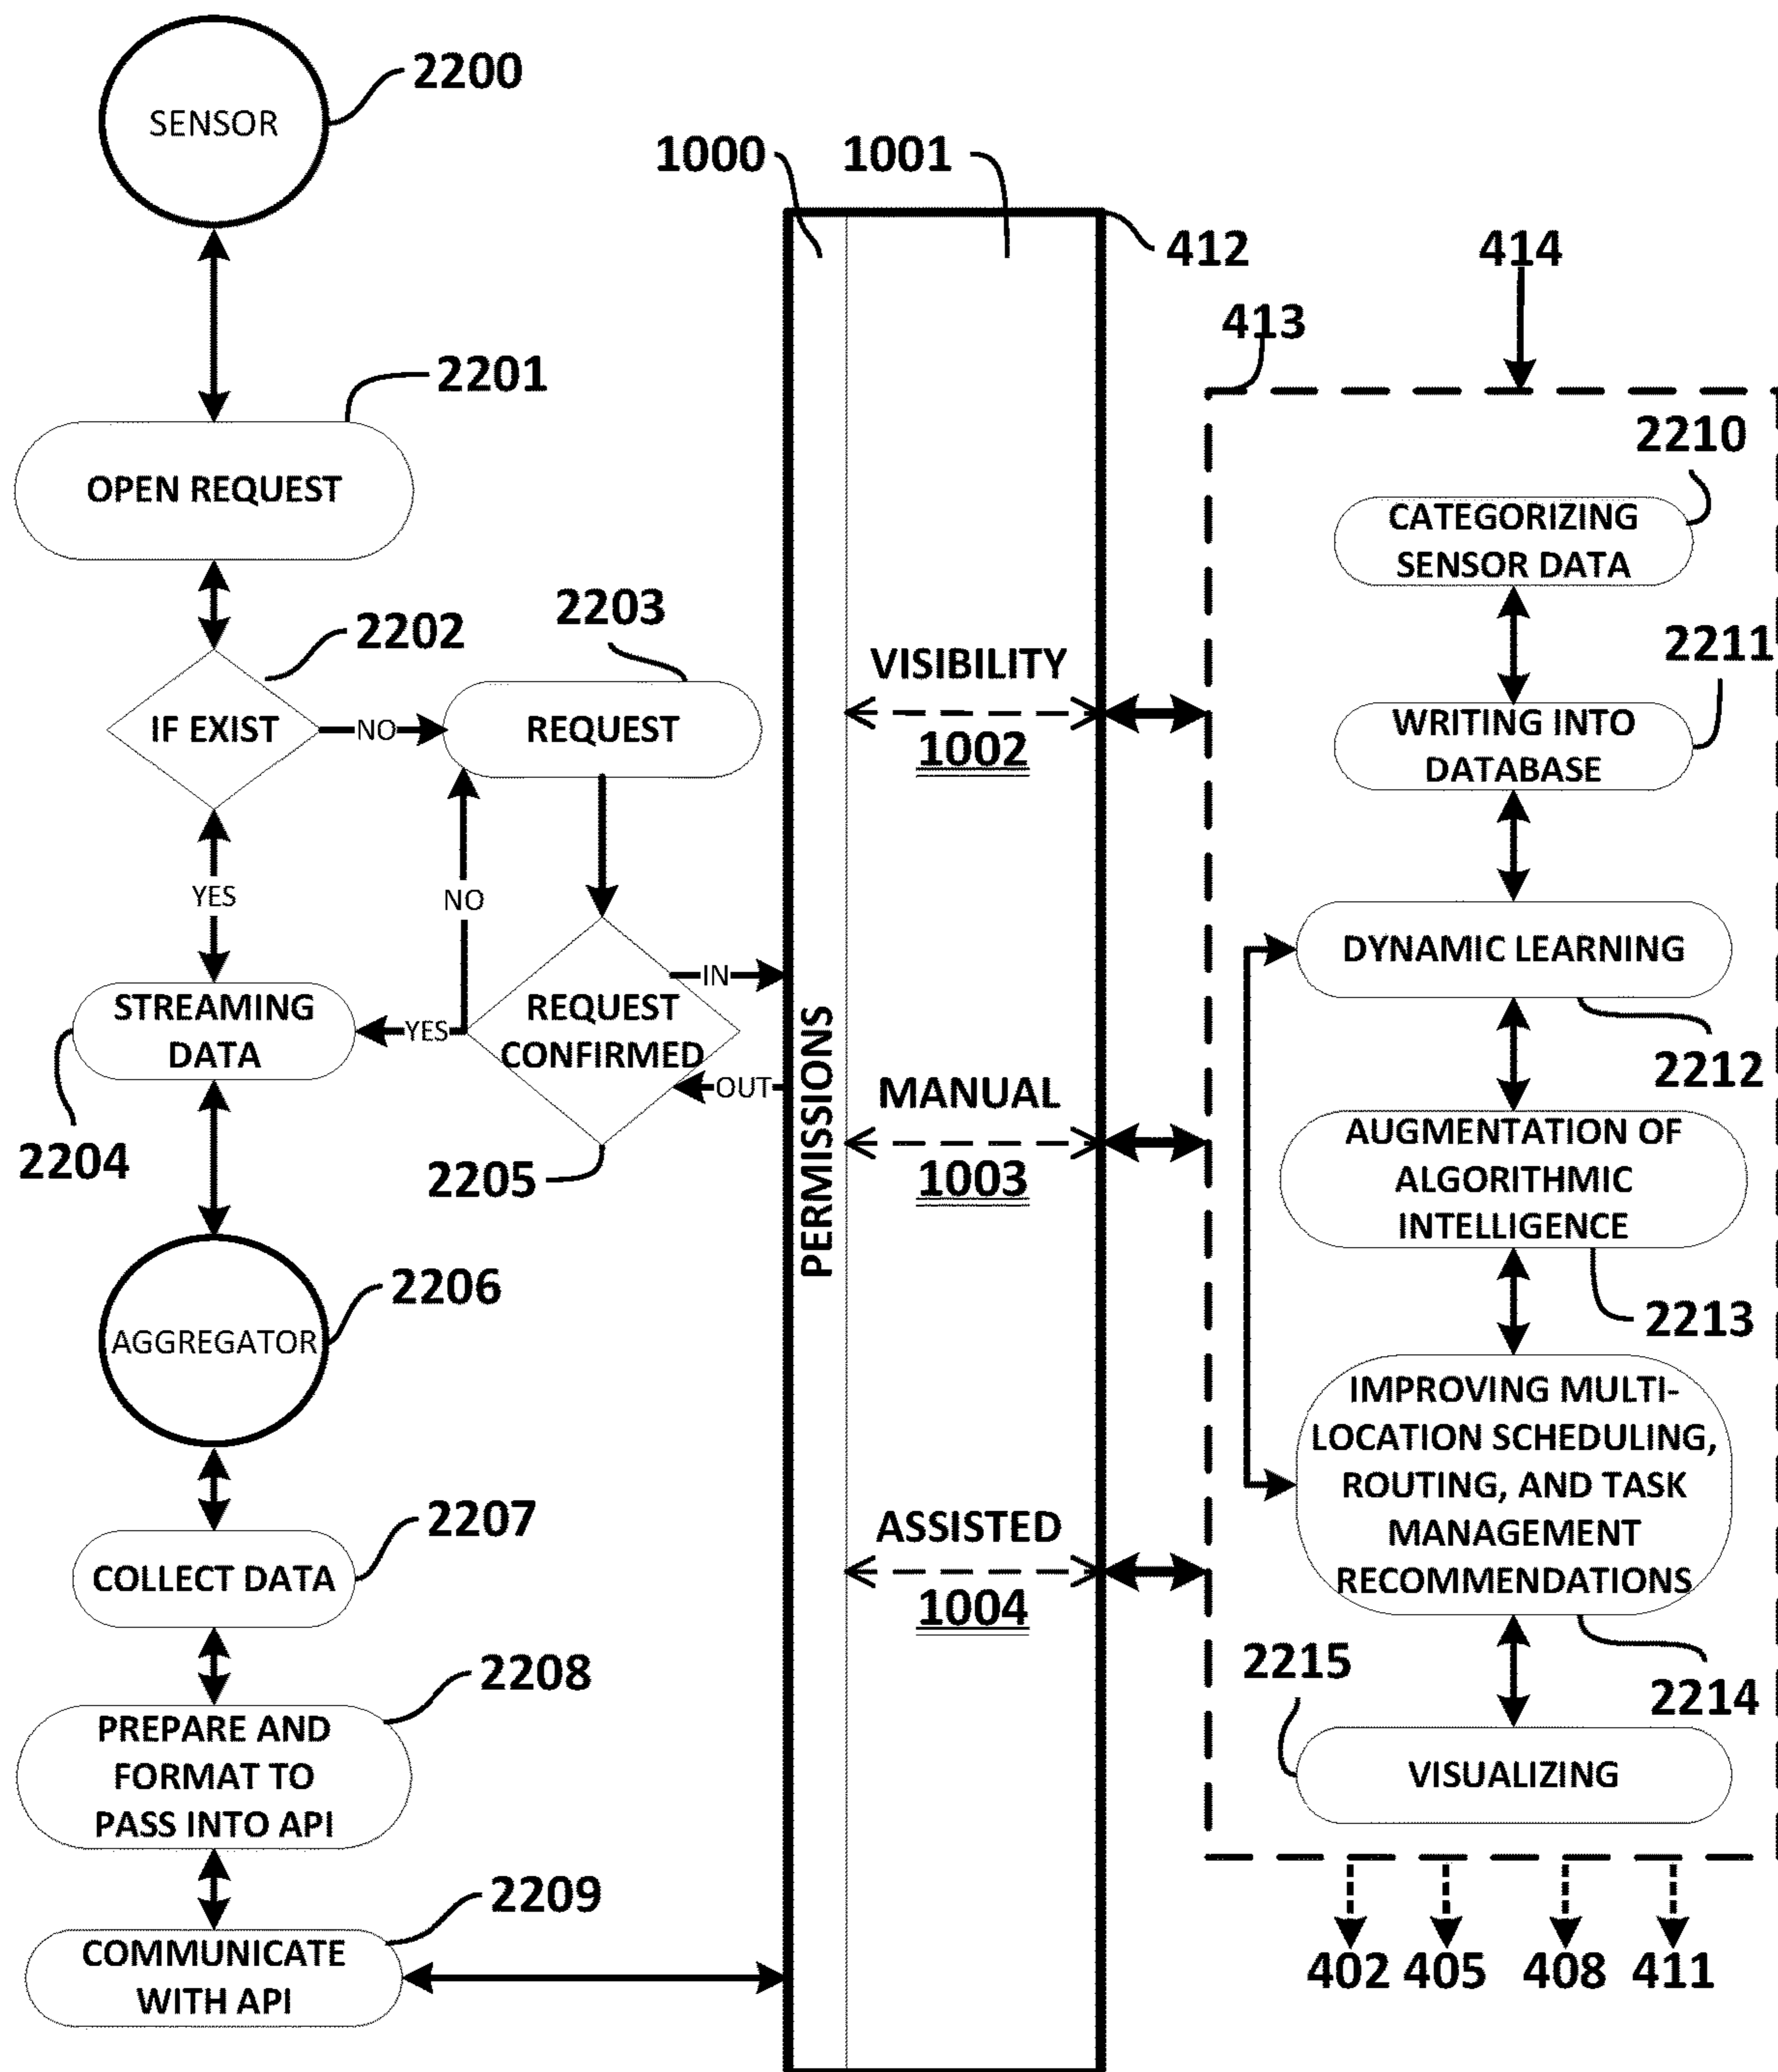 SENSOR
2200
OPEN REQUEST
2201
IF EXIST
2202
NO
REQUEST
2203
YES
NO
STREAMING
DATA
2204
YES
REQUEST
CONFIRMED
2205
IN
OUT
AGGREGATOR
2206
COLLECT DATA
2207
PREPARE AND
FORMAT TO
PASS INTO API
2208
COMMUNICATE
WITH API
2209
1000
1001
412
PERMISSIONS
VISIBILITY
1002
MANUAL
1003
ASSISTED
1004
413
414
2210
CATEGORIZING
SENSOR DATA
2211
WRITING INTO
DATABASE
DYNAMIC LEARNING
2212
AUGMENTATION OF
ALGORITHMIC
INTELLIGENCE
2213
IMPROVING MULTI-
LOCATION SCHEDULING,
ROUTING, AND TASK
MANAGEMENT
RECOMMENDATIONS
2214
2215
VISUALIZING
402 405 408 411